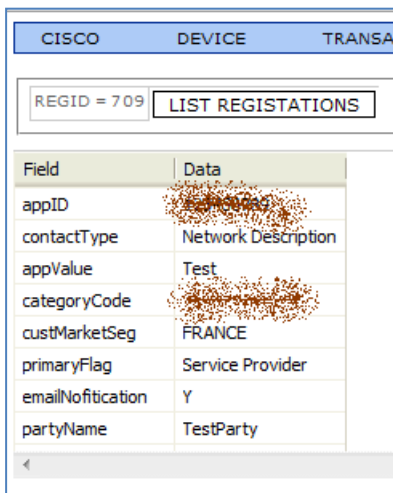 CISCO DEVICE TRANSA
REGID = 709 LIST REGISTATIONS
Field Data
appID
contactType Network Description
appValue Test
categoryCode
custMarketSeg FRANCE
primaryFlag Service Provider
emailNofitication Y
partyName TestParty